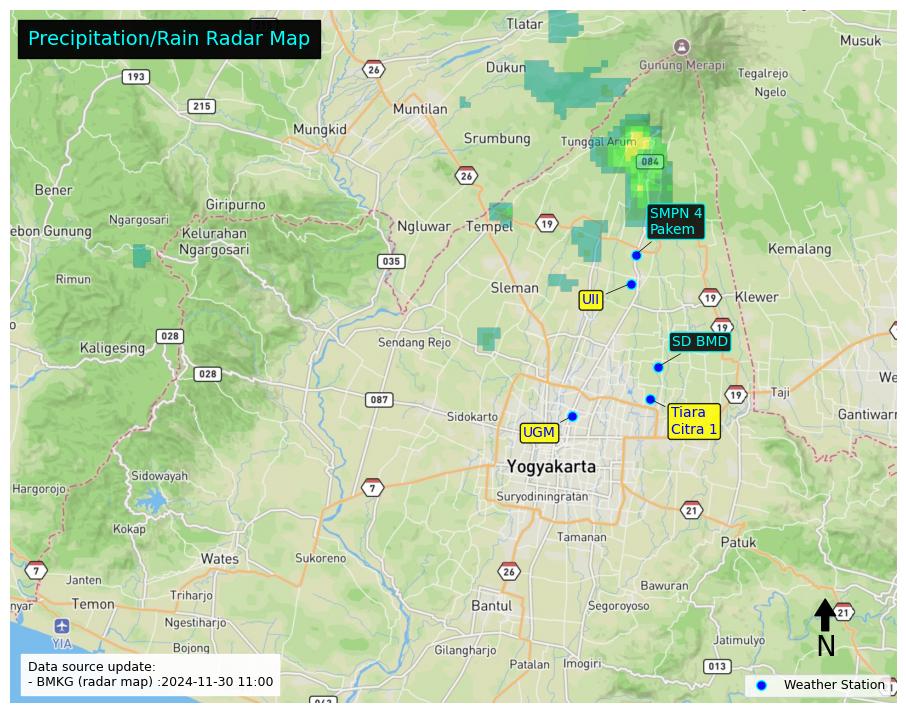 Precipitation/Rain Radar Map
Tlatar
Musuk
Gunung Merapi
Dukun
Tegalrejo
Ngelo
26
193
215
Muntilan
Mungkid
Srumbung
Tunggal Arum
084
26
Bener
Giripurno
Ngargosari
ebon Gunung
Kelurahan
Ngargosari
Ngluwar
Tempel
19
SMPN 4
Pakem
Kemalang
035
Rimun
Sleman
UII
19
Klewer
19
028
Kaligesing
Sendang Rejo
SD BMD
028
We
087
19
Taji
Sidokarto
Tiara
Citra 1
Gantiwarn
UGM
Yogyakarta
Sidowayah
Hargorojo
7
Suryodiningratan
21
Kokap
Tamanan
Patuk
Wates
Sukoreno
7
26
Janten
Bawuran
Triharjo
nyar
Temon
Bantul
Segoroyoso
21
Ngestiharjo
YIA
Bojong
Jatimulyo
N
Gilangharjo
Patalan
Imogiri
013
Data source update:
- BMKG (radar map) :2024-11-30 11:00
Weather Station